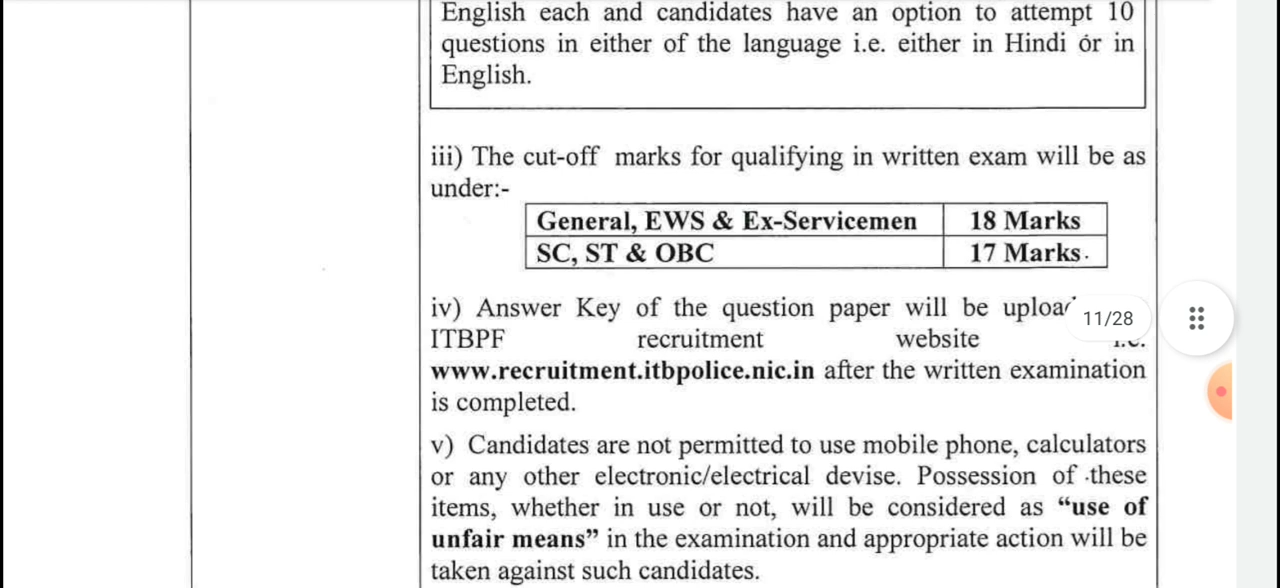 English each and candidates have an option to attempt 10
questions in either of the language i.e. either in Hindi or in
English.
iii) The cut-off marks for qualifying in written exam will be as
under:-
General, EWS & Ex-Servicemen 18 Marks
SC, ST & OBC 17 Marks
iv) Answer Key of the question paper will be
11/28
ITBPF recruitment website i.e.
www.recruitment.itbpolice.nic.in after the written examination
is completed.
v) Candidates are not permitted to use mobile phone, calculators
or any other electronic/electrical devise. Possession of these
items, whether in use or not, will be considered as “use of
unfair means” in the examination and appropriate action will be
taken against such candidates.